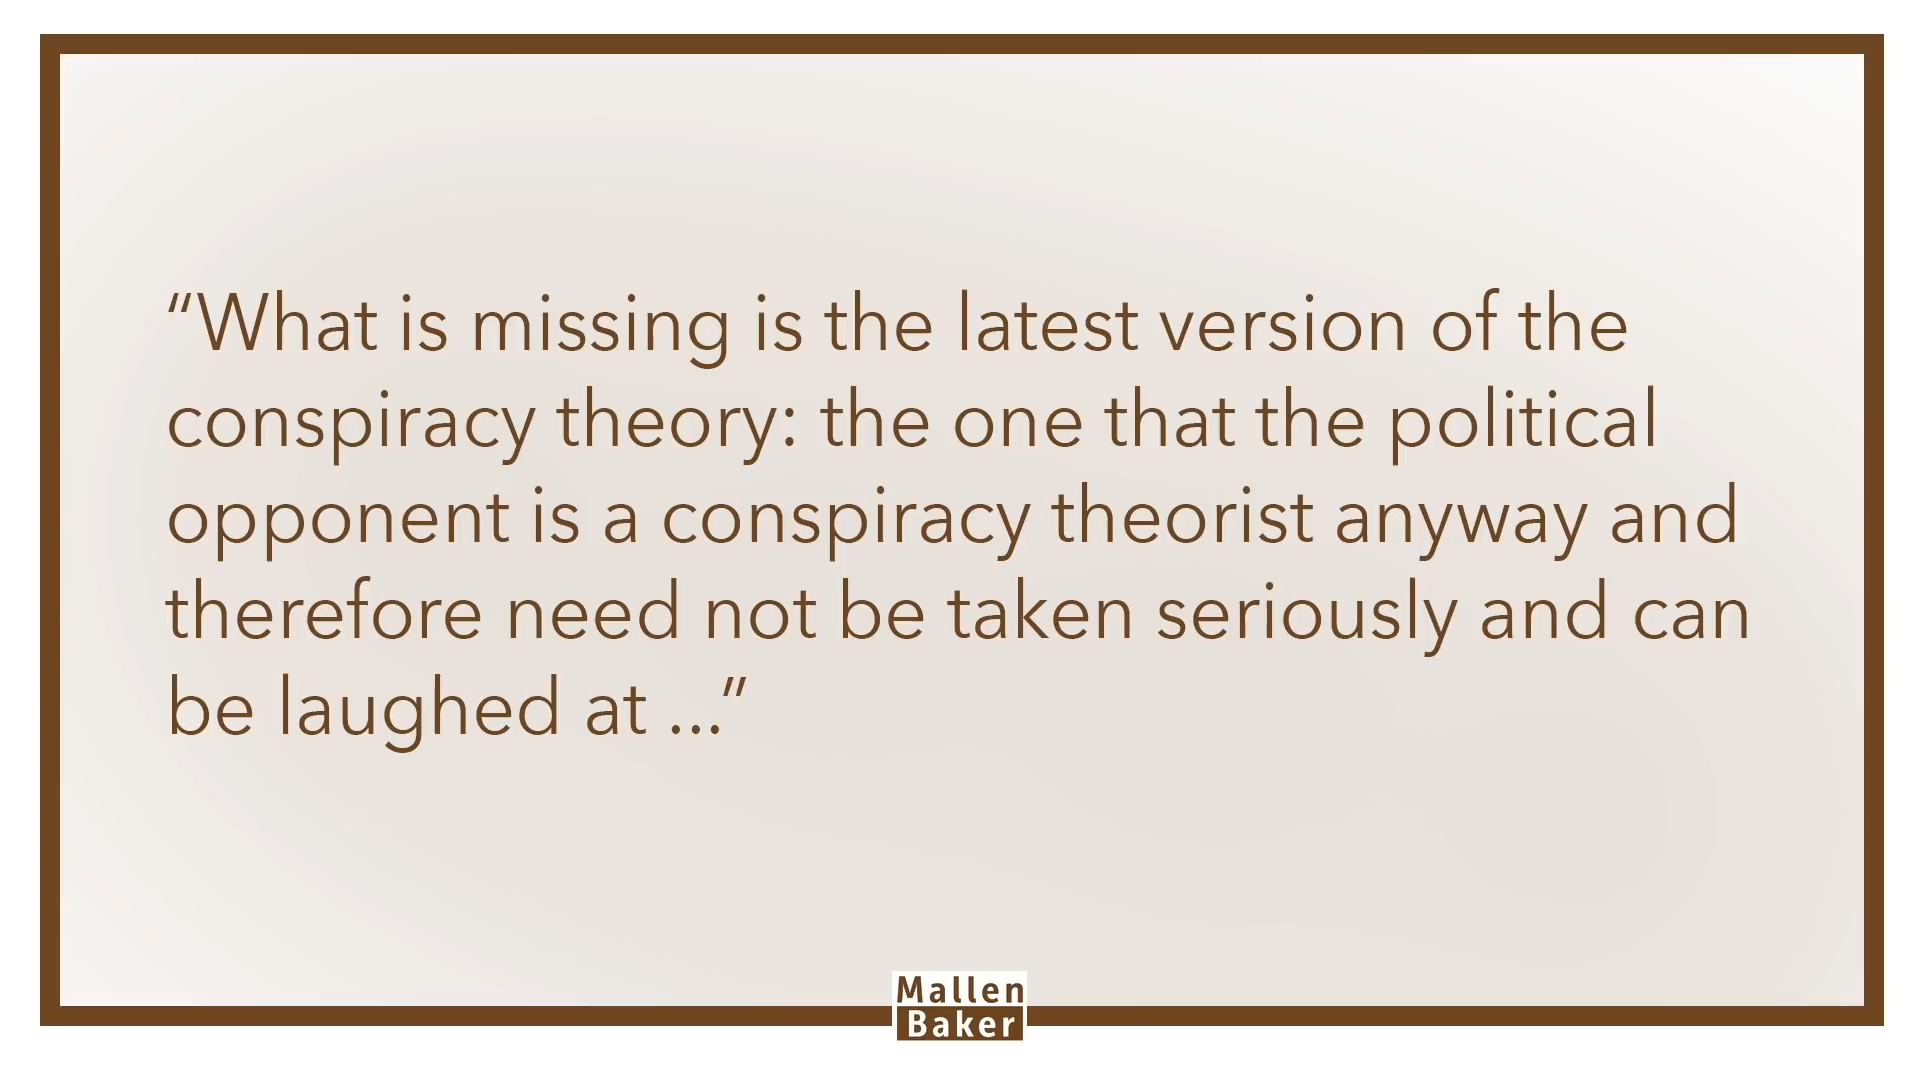 “What is missing is the latest version of the
conspiracy theory: the one that the political
opponent is a conspiracy theorist anyway and
therefore need not be taken seriously and can
be laughed at ...”
Mallen
Baker